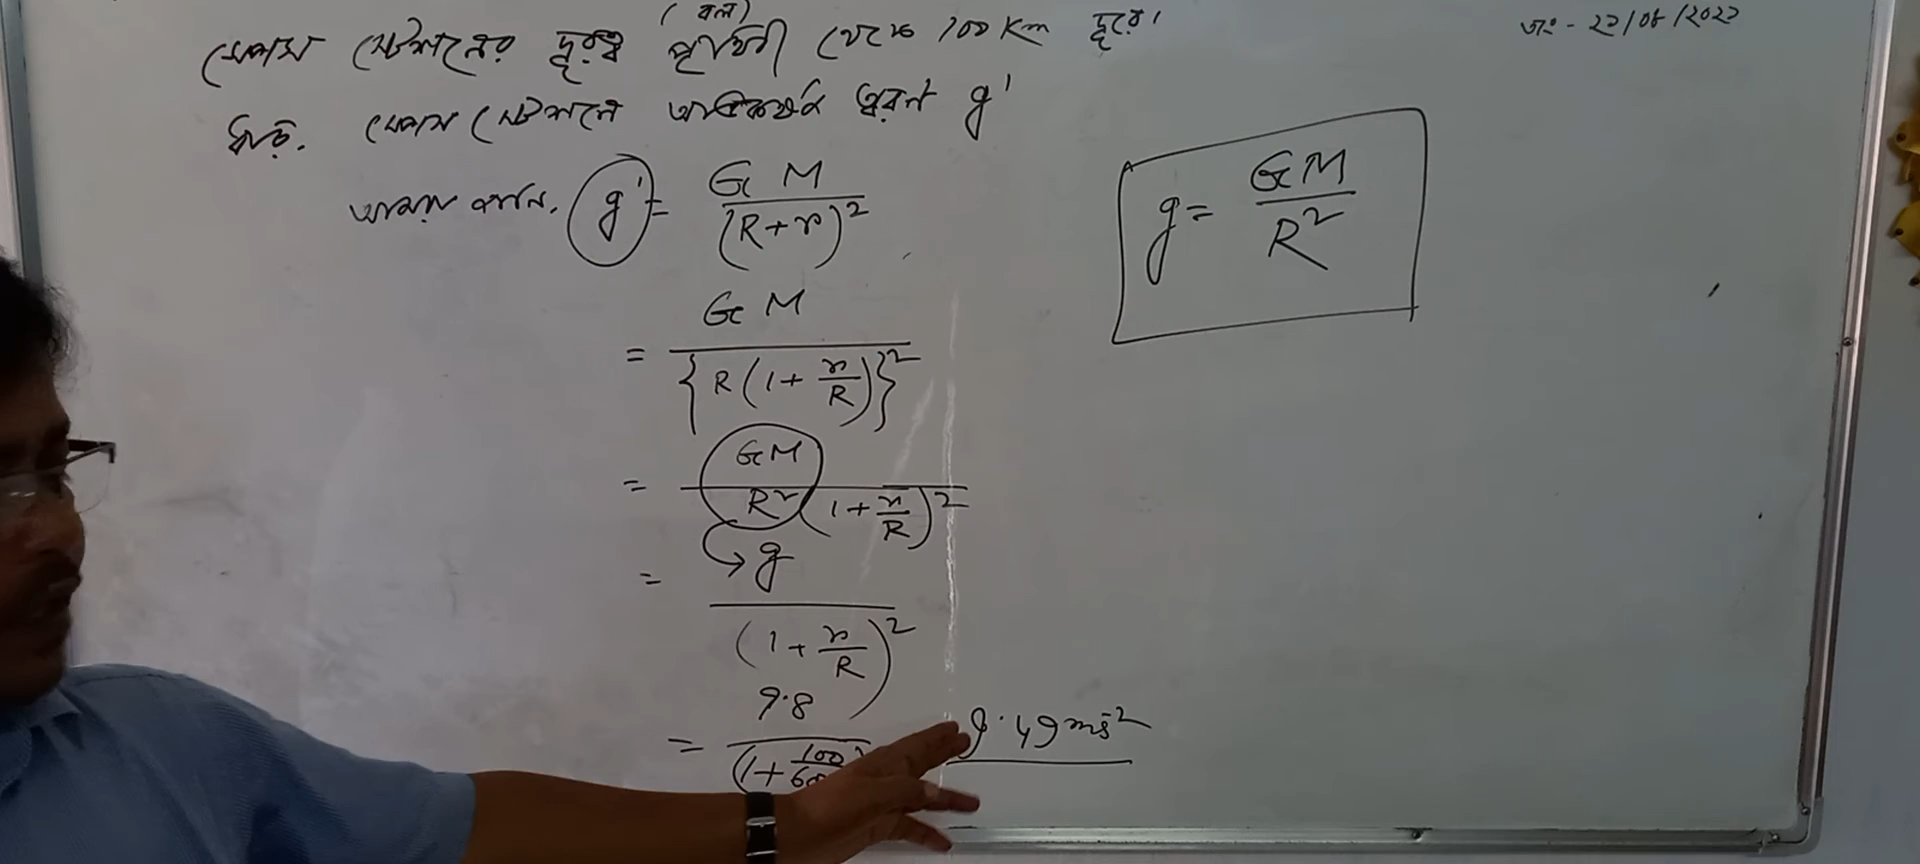 (বল)
স্পেস স্টেশনের দূরত্ব পৃথিবী থেকে 100 Km দূরে।
তাং - 22/08/2022
ধরি. স্পেস স্টেশনে অভিকর্ষজ ত্বরণ g'
আমরা জানি, g' = GM/(R+r)²
g = GM/R²
= GM/{R(1+r/R)}²
= GM/R²(1+r/R)²
= g/(1+r/R)²
= 9.8/(1+100/
9.49 ms⁻²